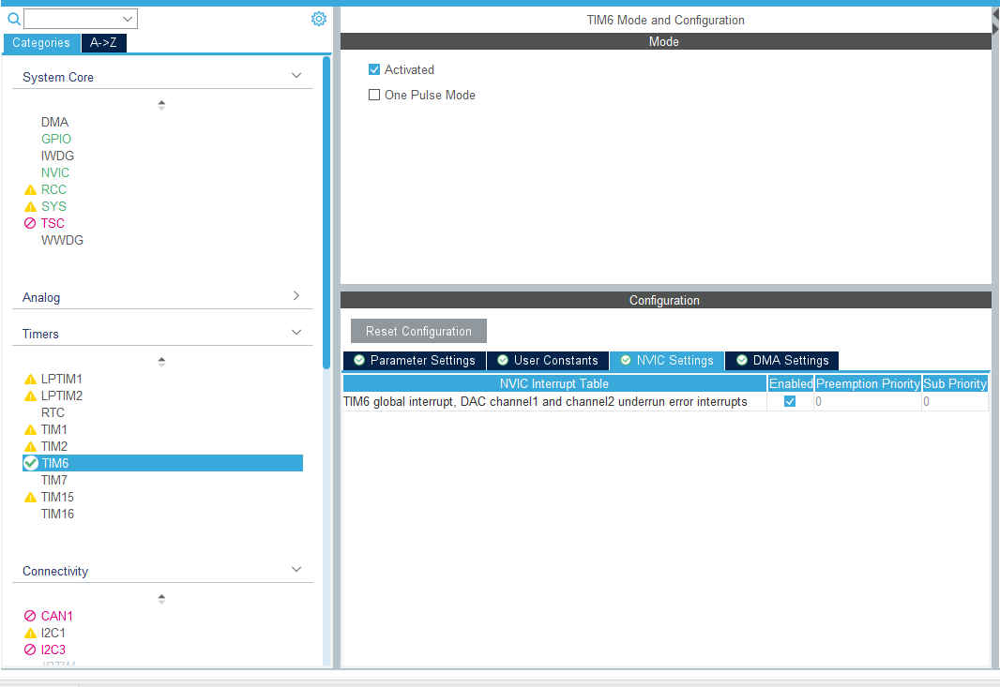 Categories
A->Z
System Core
DMA
GPIO
IWDG
NVIC
RCC
SYS
TSC
WWDG
Analog
Timers
LPTIM1
LPTIM2
RTC
TIM1
TIM2
TIM6
TIM7
TIM15
TIM16
Connectivity
CAN1
I2C1
I2C3
TIM6 Mode and Configuration
Mode
Activated
One Pulse Mode
Configuration
Reset Configuration
Parameter Settings
User Constants
NVIC Settings
DMA Settings
NVIC Interrupt Table Enabled Preemption Priority Sub Priority
TIM6 global interrupt, DAC channel1 and channel2 underrun error interrupts 0 0